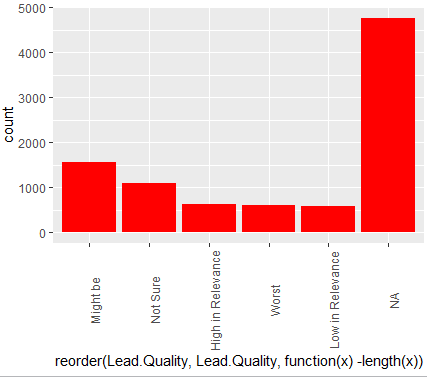 5000
4000
3000
2000
1000
0
count
Might be
Not Sure
High in Relevance
Worst
Low in Relevance
NA
reorder(Lead.Quality, Lead.Quality, function(x) -length(x))